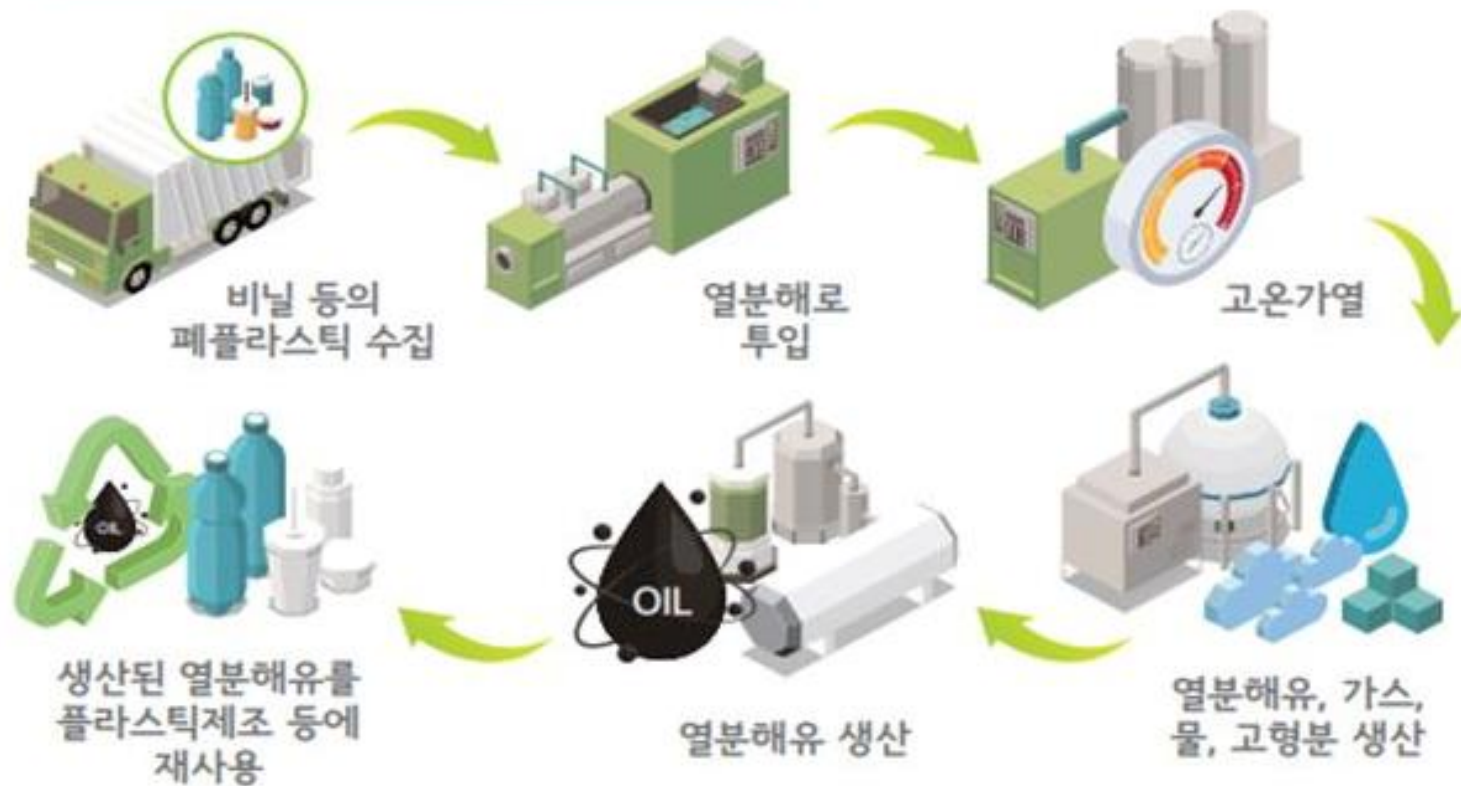 비닐 등의
폐플라스틱 수집
열분해로
투입
고온가열
열분해유, 가스,
물, 고형분 생산
OIL
열분해유 생산
OIL
생산된 열분해유를
플라스틱제조 등에
재사용